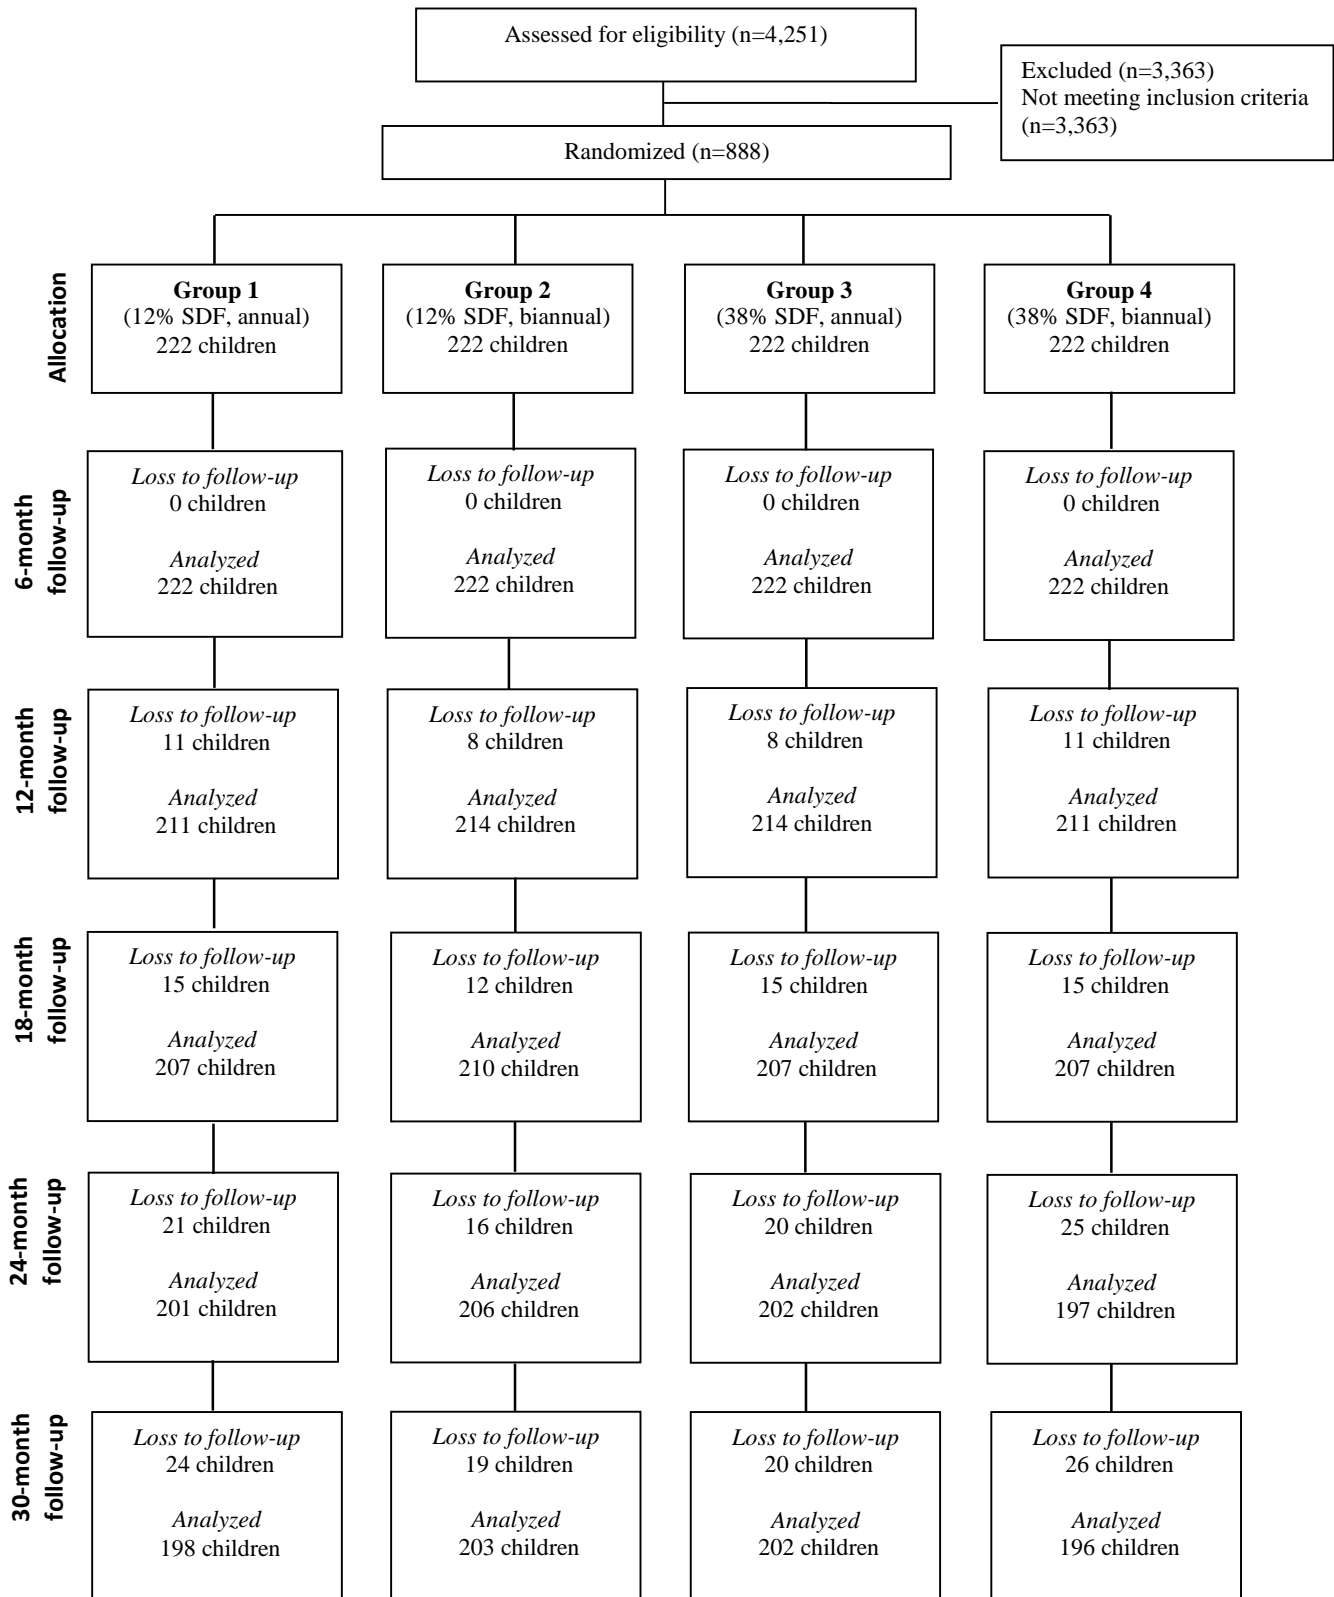 Assessed for eligibility (n=4,251)
Excluded (n=3,363)
Not meeting inclusion criteria
(n=3,363)
Randomized (n=888)
Allocation
Group 1
(12% SDF, annual)
222 children
Group 2
(12% SDF, biannual)
222 children
Group 3
(38% SDF, annual)
222 children
Group 4
(38% SDF, biannual)
222 children
6-month
follow-up
Loss to follow-up
0 children
Analyzed
222 children
Loss to follow-up
0 children
Analyzed
222 children
Loss to follow-up
0 children
Analyzed
222 children
Loss to follow-up
0 children
Analyzed
222 children
12-month
follow-up
Loss to follow-up
11 children
Analyzed
211 children
Loss to follow-up
8 children
Analyzed
214 children
Loss to follow-up
8 children
Analyzed
214 children
Loss to follow-up
11 children
Analyzed
211 children
18-month
follow-up
Loss to follow-up
15 children
Analyzed
207 children
Loss to follow-up
12 children
Analyzed
210 children
Loss to follow-up
15 children
Analyzed
207 children
Loss to follow-up
15 children
Analyzed
207 children
24-month
follow-up
Loss to follow-up
21 children
Analyzed
201 children
Loss to follow-up
16 children
Analyzed
206 children
Loss to follow-up
20 children
Analyzed
202 children
Loss to follow-up
25 children
Analyzed
197 children
30-month
follow-up
Loss to follow-up
24 children
Analyzed
198 children
Loss to follow-up
19 children
Analyzed
203 children
Loss to follow-up
20 children
Analyzed
202 children
Loss to follow-up
26 children
Analyzed
196 children